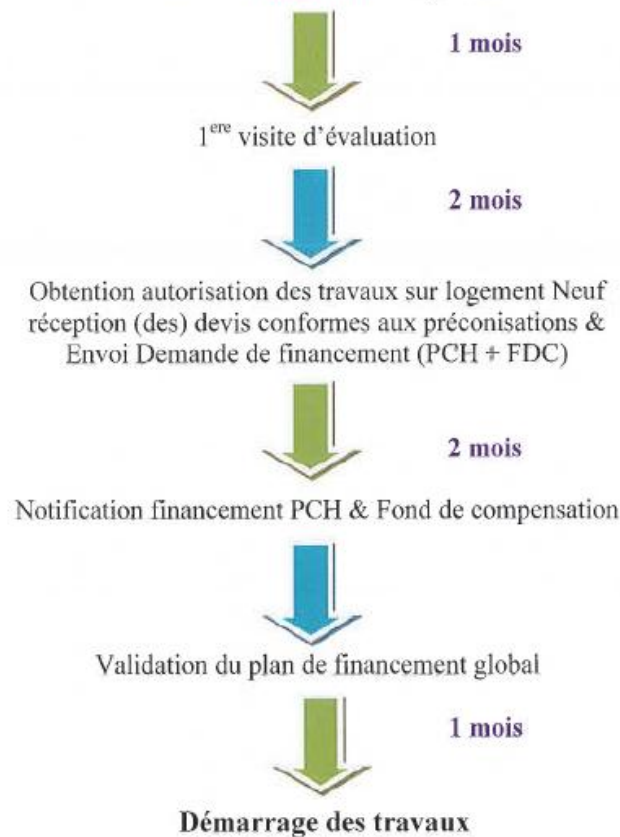 1 mois
1ere visite d'évaluation
2 mois
Obtention autorisation des travaux sur logement Neuf
réception (des) devis conformes aux préconisations &
Envoi Demande de financement (PCH + FDC)
2 mois
Notification financement PCH & Fond de compensation
Validation du plan de financement global
1 mois
Démarrage des travaux